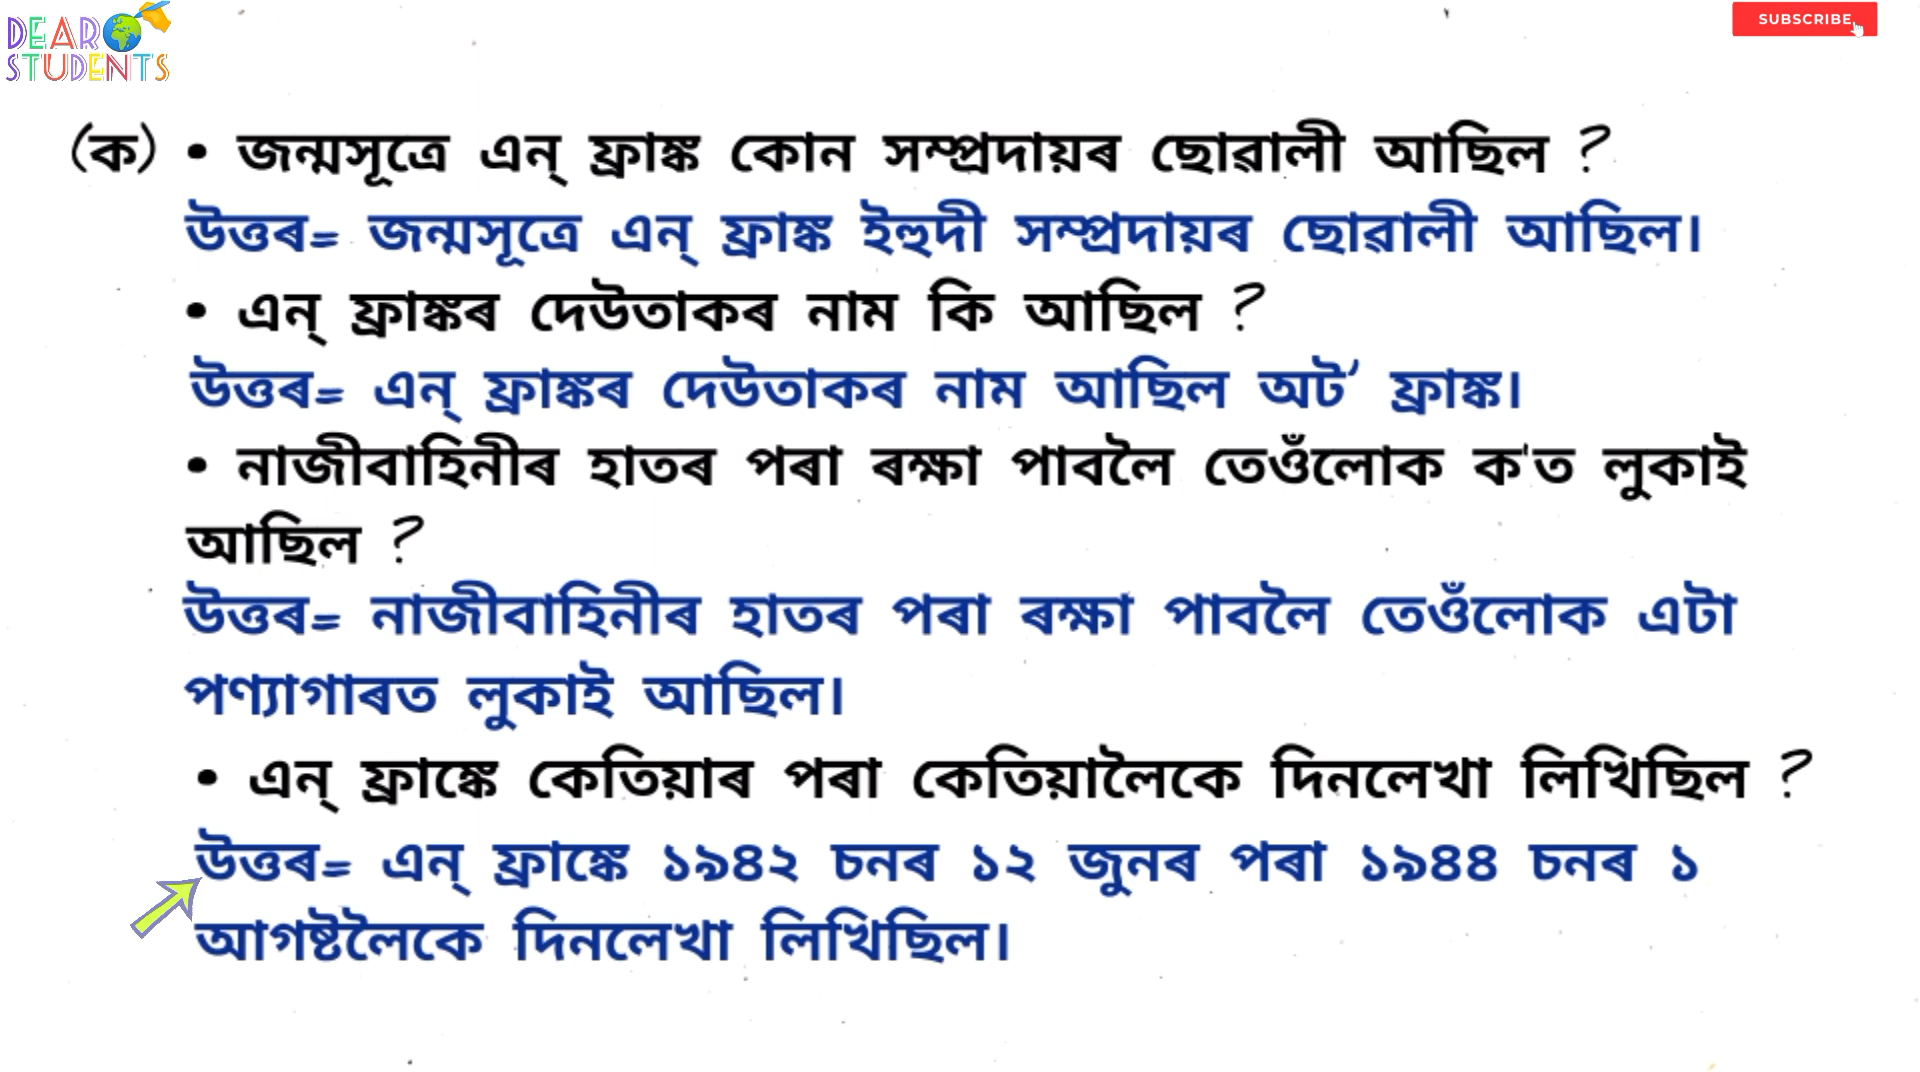 DEAR
STUDENTS
SUBSCRIBE
(ক) • জন্মসূত্ৰে এন্ ফ্ৰাঙ্ক কোন সম্প্ৰদায়ৰ ছোৱালী আছিল ?
উত্তৰ= জন্মসূত্ৰে এন্ ফ্ৰাঙ্ক ইহুদী সম্প্ৰদায়ৰ ছোৱালী আছিল।
• এন্ ফ্ৰাঙ্কৰ দেউতাকৰ নাম কি আছিল ?
উত্তৰ= এন্ ফ্ৰাঙ্কৰ দেউতাকৰ নাম আছিল অট’ ফ্ৰাঙ্ক।
• নাজীবাহিনীৰ হাতৰ পৰা ৰক্ষা পাবলৈ তেওঁলোক ক'ত লুকাই
আছিল ?
উত্তৰ= নাজীবাহিনীৰ হাতৰ পৰা ৰক্ষা পাবলৈ তেওঁলোক এটা
পণ্যাগাৰত লুকাই আছিল।
• এন্ ফ্ৰাঙ্কে কেতিয়াৰ পৰা কেতিয়ালৈকে দিনলেখা লিখিছিল ?
উত্তৰ= এন্ ফ্ৰাঙ্কে ১৯৪২ চনৰ ১২ জুনৰ পৰা ১৯৪৪ চনৰ ১
আগষ্টলৈকে দিনলেখা লিখিছিল।